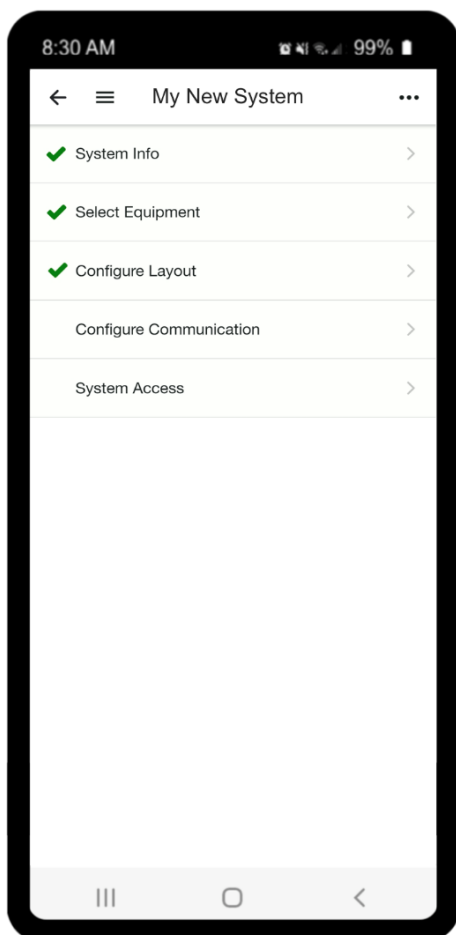 8:30 AM 99%
My New System
System Info
Select Equipment
Configure Layout
Configure Communication
System Access